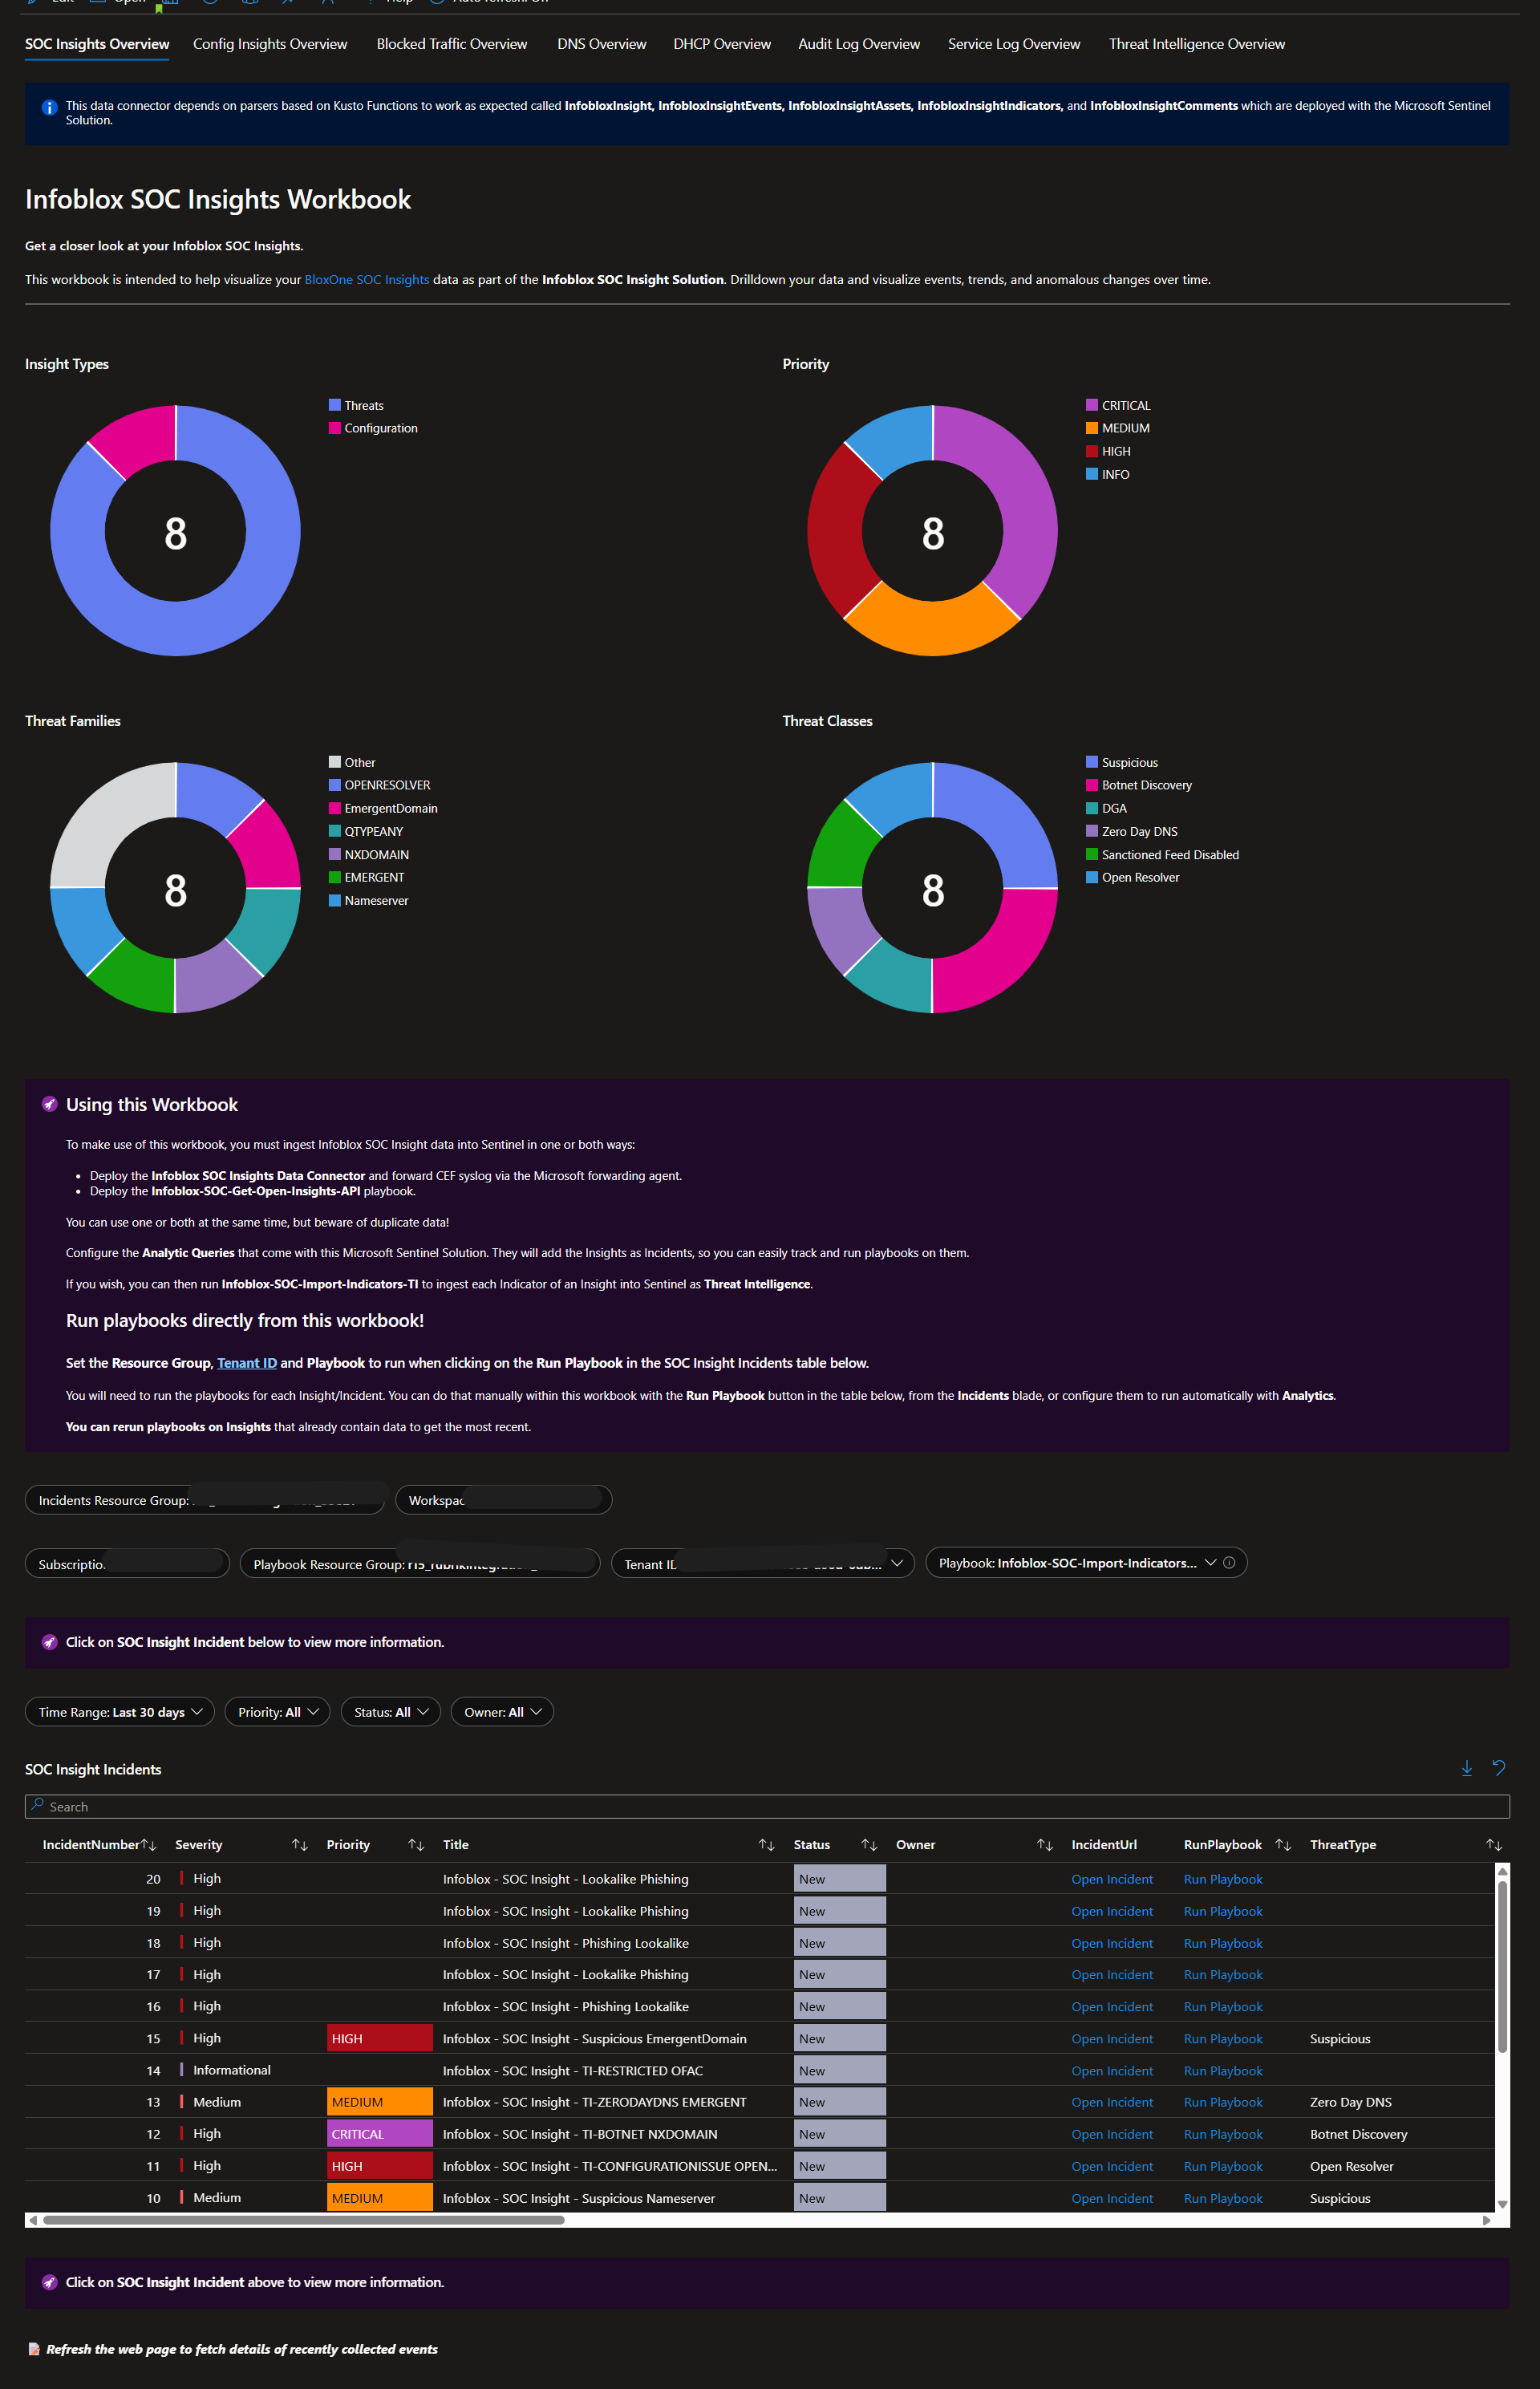 Edit Open Help Auto refresh: Off
SOC Insights Overview Config Insights Overview Blocked Traffic Overview DNS Overview DHCP Overview Audit Log Overview Service Log Overview Threat Intelligence Overview
This data connector depends on parsers based on Kusto Functions to work as expected called InfobloxInsight, InfobloxInsightEvents, InfobloxInsightAssets, InfobloxInsightIndicators, and InfobloxInsightComments which are deployed with the Microsoft Sentinel
Solution.
Infoblox SOC Insights Workbook
Get a closer look at your Infoblox SOC Insights.
This workbook is intended to help visualize your BloxOne SOC Insights data as part of the Infoblox SOC Insight Solution. Drilldown your data and visualize events, trends, and anomalous changes over time.
Insight Types
8
Threats
Configuration
Priority
8
CRITICAL
MEDIUM
HIGH
INFO
Threat Families
8
Other
OPENRESOLVER
EmergentDomain
QTYPEANY
NXDOMAIN
EMERGENT
Nameserver
Threat Classes
8
Suspicious
Botnet Discovery
DGA
Zero Day DNS
Sanctioned Feed Disabled
Open Resolver
Using this Workbook
To make use of this workbook, you must ingest Infoblox SOC Insight data into Sentinel in one or both ways:
• Deploy the Infoblox SOC Insights Data Connector and forward CEF syslog via the Microsoft forwarding agent.
• Deploy the Infoblox-SOC-Get-Open-Insights-API playbook.
You can use one or both at the same time, but beware of duplicate data!
Configure the Analytic Queries that come with this Microsoft Sentinel Solution. They will add the Insights as Incidents, so you can easily track and run playbooks on them.
If you wish, you can then run Infoblox-SOC-Import-Indicators-TI to ingest each Indicator of an Insight into Sentinel as Threat Intelligence.
Run playbooks directly from this workbook!
Set the Resource Group, Tenant ID and Playbook to run when clicking on the Run Playbook in the SOC Insight Incidents table below.
You will need to run the playbooks for each Insight/Incident. You can do that manually within this workbook with the Run Playbook button in the table below, from the Incidents blade, or configure them to run automatically with Analytics.
You can rerun playbooks on Insights that already contain data to get the most recent.
Incidents Resource Group: Workspac
Subscriptio Playbook Resource Group: Tenant ID Playbook: Infoblox-SOC-Import-Indicators...
Click on SOC Insight Incident below to view more information.
Time Range: Last 30 days Priority: All Status: All Owner: All
SOC Insight Incidents
Search
IncidentNumber Severity Priority Title Status Owner IncidentUrl RunPlaybook ThreatType
20 High Infoblox - SOC Insight - Lookalike Phishing New Open Incident Run Playbook
19 High Infoblox - SOC Insight - Lookalike Phishing New Open Incident Run Playbook
18 High Infoblox - SOC Insight - Phishing Lookalike New Open Incident Run Playbook
17 High Infoblox - SOC Insight - Lookalike Phishing New Open Incident Run Playbook
16 High Infoblox - SOC Insight - Phishing Lookalike New Open Incident Run Playbook
15 High HIGH Infoblox - SOC Insight - Suspicious EmergentDomain New Open Incident Run Playbook Suspicious
14 Informational Infoblox - SOC Insight - TI-RESTRICTED OFAC New Open Incident Run Playbook
13 Medium MEDIUM Infoblox - SOC Insight - TI-ZERODAYDNS EMERGENT New Open Incident Run Playbook Zero Day DNS
12 High CRITICAL Infoblox - SOC Insight - TI-BOTNET NXDOMAIN New Open Incident Run Playbook Botnet Discovery
11 High HIGH Infoblox - SOC Insight - TI-CONFIGURATIONISSUE OPEN... New Open Incident Run Playbook Open Resolver
10 Medium MEDIUM Infoblox - SOC Insight - Suspicious Nameserver New Open Incident Run Playbook Suspicious
Click on SOC Insight Incident above to view more information.
Refresh the web page to fetch details of recently collected events